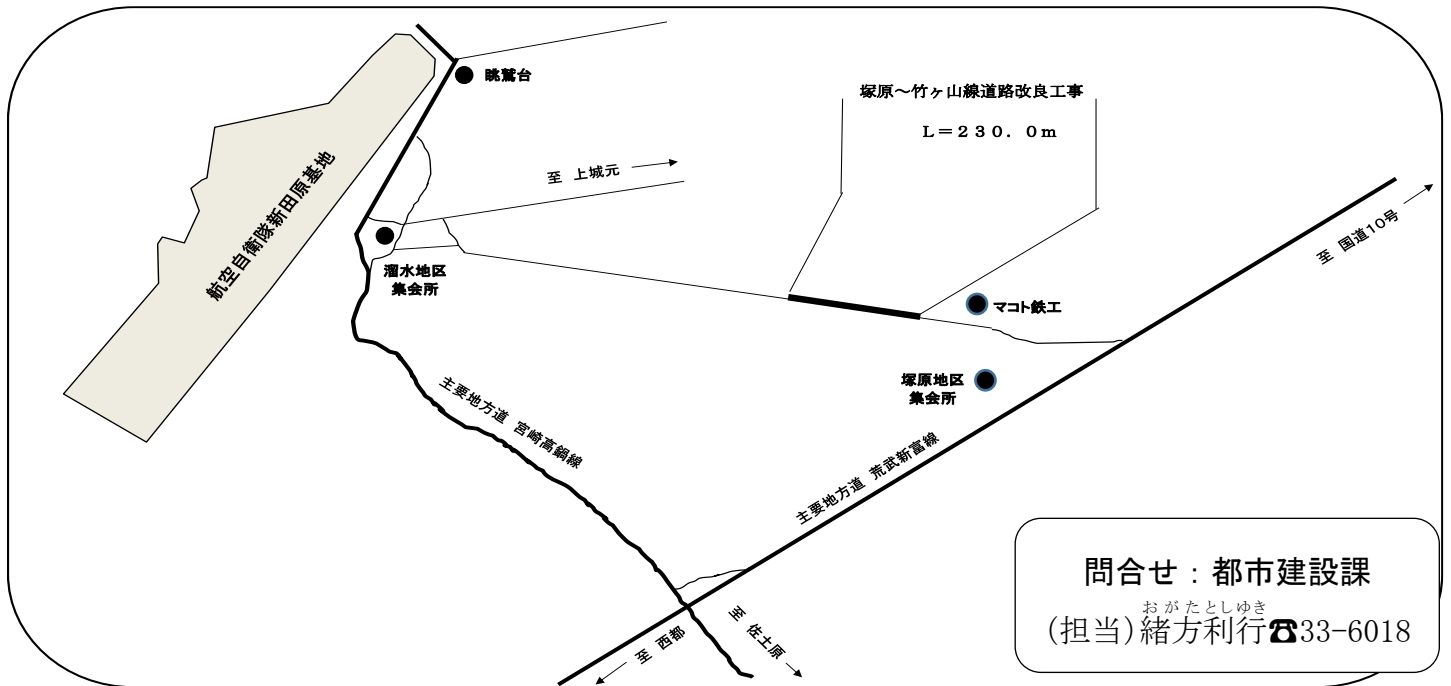 眺鷲台
塚原~竹ヶ山線道路改良工事
L=230.0m
至 上城元
航空自衛隊新田原基地
至 国道10号
溜水地区
集会所
マコト鉄工
塚原地区
集会所
主要地方道 宮崎高鍋線
主要地方道 荒武新富線
至 西都
至 佐土原
問合せ:都市建設課
おがたとしゆき
(担当)緒方利行☎33-6018